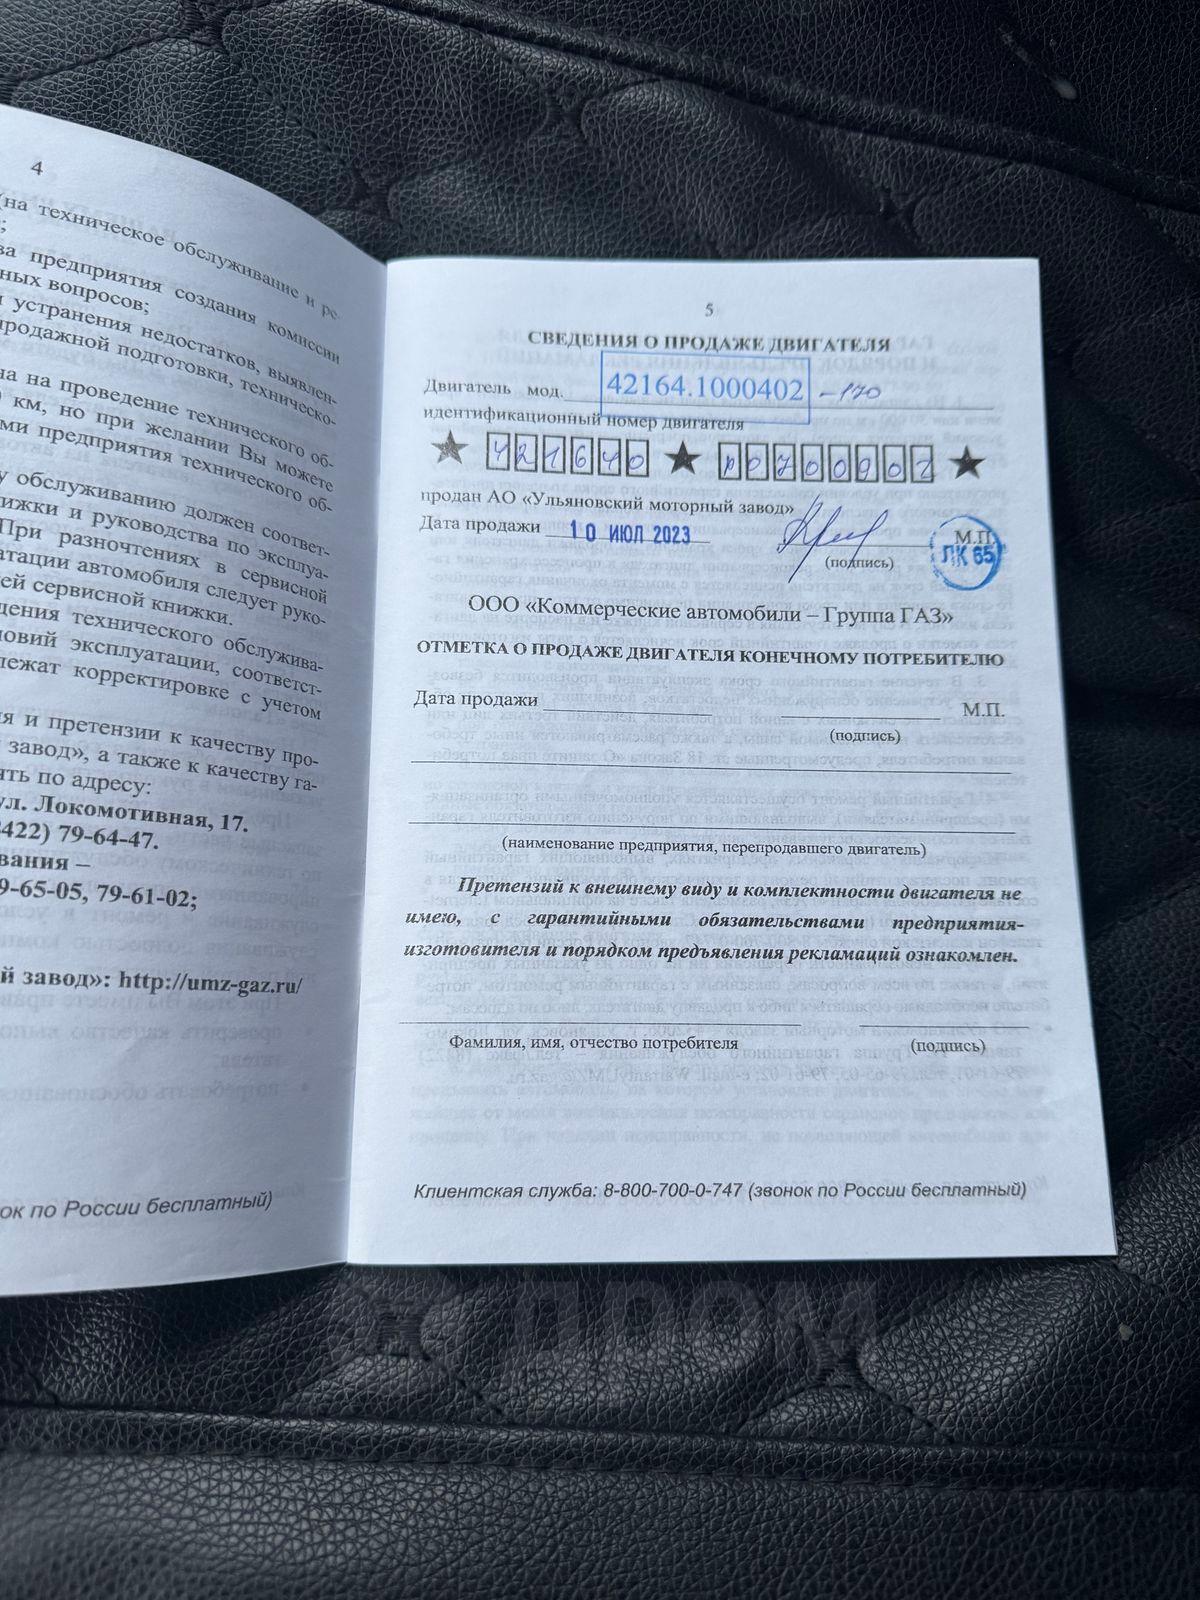 4
(на техническое обслуживание и ре-
ва предприятия создания комиссии
ных вопросов;
и устранения недостатков, выявлен-
продажной подготовки, техническо-
на на проведение технического об-
км, но при желании Вы можете
ми предприятия технического об-
у обслуживанию должен соответ-
ижки и руководства по эксплуа-
При разночтениях в сервисной
атации автомобиля следует руко-
ей сервисной книжки.
дения технического обслужива-
овий эксплуатации, соответст-
лежат корректировке с учетом
ия и претензии к качеству про-
завод», а также к качеству га-
ть по адресу:
ул. Локомотивная, 17.
8422) 79-64-47.
вания –
9-65-05, 79-61-02;
й завод»: http://umz-gaz.ru/
ок по России бесплатный)
5
СВЕДЕНИЯ О ПРОДАЖЕ ДВИГАТЕЛЯ
Двигатель мод. 42164.1000402 -170
идентификационный номер двигателя
★ 421640 ★ P0700902 ★
продан АО «Ульяновский моторный завод»
Дата продажи 10 ИЮЛ 2023 М.П.
ЛК 65
(подпись)
ООО «Коммерческие автомобили – Группа ГАЗ»
ОТМЕТКА О ПРОДАЖЕ ДВИГАТЕЛЯ КОНЕЧНОМУ ПОТРЕБИТЕЛЮ
Дата продажи М.П.
(подпись)
(наименование предприятия, перепродавшего двигатель)
Претензий к внешнему виду и комплектности двигателя не
имею, с гарантийными обязательствами предприятия-
изготовителя и порядком предъявления рекламаций ознакомлен.
Фамилия, имя, отчество потребителя (подпись)
Клиентская служба: 8-800-700-0-747 (звонок по России бесплатный)
ДРОМ